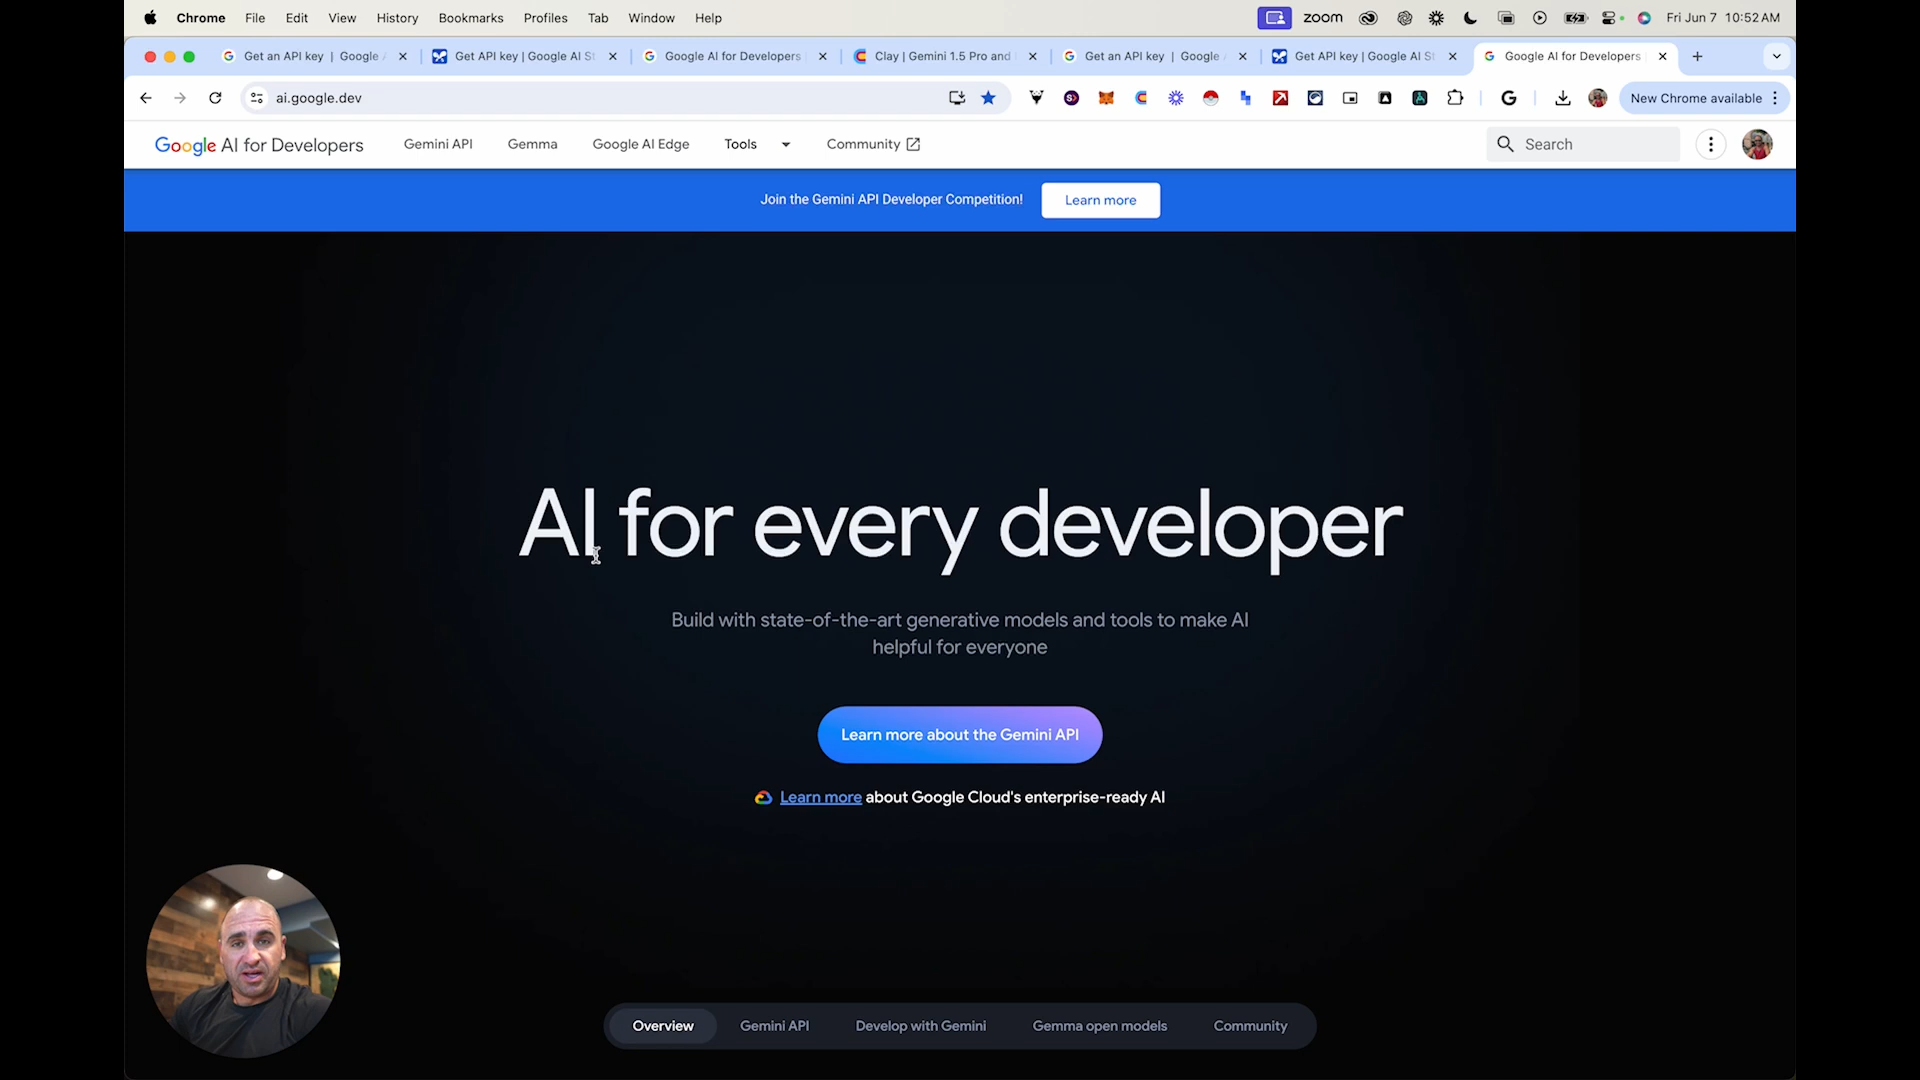 Chrome File Edit View History Bookmarks Profiles Tab Window Help zoom Fri Jun 7 10:52 AM
Get an API key | Google Get API key | Google AI St Google AI for Developers Clay | Gemini 1.5 Pro and Get an API key | Google Get API key | Google AI St Google AI for Developers
ai.google.dev New Chrome available
Google AI for Developers Gemini API Gemma Google AI Edge Tools Community Search
Join the Gemini API Developer Competition! Learn more
AI for every developer
Build with state-of-the-art generative models and tools to make AI
helpful for everyone
Learn more about the Gemini API
Learn more about Google Cloud's enterprise-ready AI
Overview Gemini API Develop with Gemini Gemma open models Community